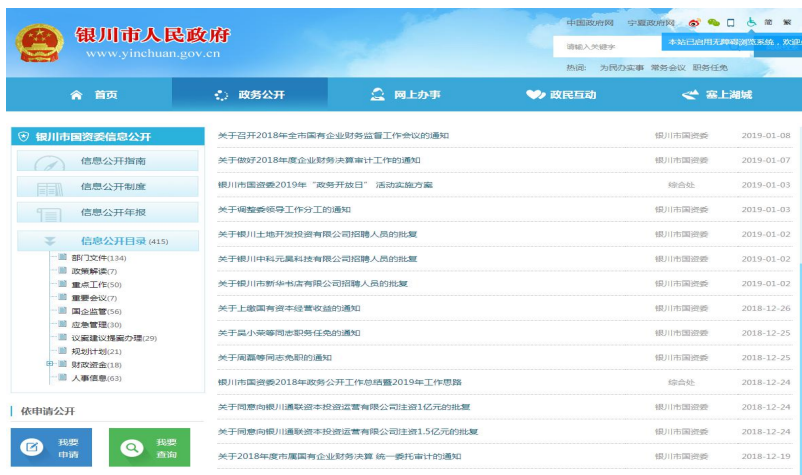 银川市人民政府
www.yinchuan.gov.cn
中国政府网 宁夏政府网 简 繁
请输入关键字
本站已启用无障碍浏览系统，欢迎
热词： 为民办实事 常务会议 职务任免
首页 政务公开 网上办事 政民互动 塞上湖城
银川市国资委信息公开
信息公开指南
信息公开制度
信息公开年报
信息公开目录 (415)
部门文件(134)
政策解读(7)
重点工作(50)
重要会议(7)
国企监管(56)
应急管理(30)
议案建议提案办理(29)
规划计划(21)
财政资金(18)
人事信息(63)
依申请公开
我要申请
我要查询
关于召开2018年全市国有企业财务监管工作会议的通知 银川市国资委 2019-01-08
关于做好2018年度企业财务决算审计工作的通知 银川市国资委 2019-01-07
银川市国资委2019年“政务开放日” 活动实施方案 综合处 2019-01-03
关于调整委领导工作分工的通知 银川市国资委 2019-01-03
关于银川土地开发投资有限公司招聘人员的批复 银川市国资委 2019-01-02
关于银川中科元昊科技有限公司招聘人员的批复 银川市国资委 2019-01-02
关于银川市新华书店有限公司招聘人员的批复 银川市国资委 2019-01-02
关于上缴国有资本经营收益的通知 银川市国资委 2018-12-26
关于吴小荣等同志职务任免的通知 银川市国资委 2018-12-25
关于周磊等同志免职的通知 银川市国资委 2018-12-25
银川市国资委2018年政务公开工作总结暨2019年工作思路 综合处 2018-12-24
关于同意向银川通联资本投资运营有限公司注资1亿元的批复 银川市国资委 2018-12-24
关于同意向银川通联资本投资运营有限公司注资1.5亿元的批复 银川市国资委 2018-12-24
关于2018年度市属国有企业财务决算 统一委托审计的通知 银川市国资委 2018-12-19